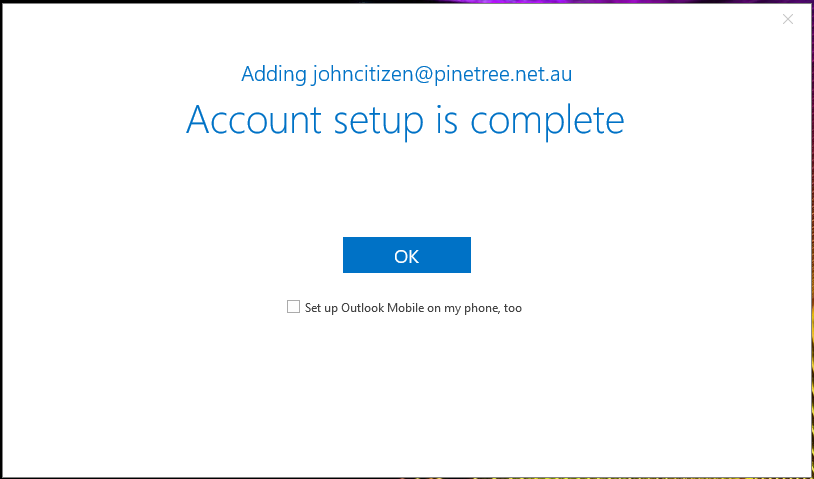 Adding johncitizen@pinetree.net.au
Account setup is complete
OK
Set up Outlook Mobile on my phone, too